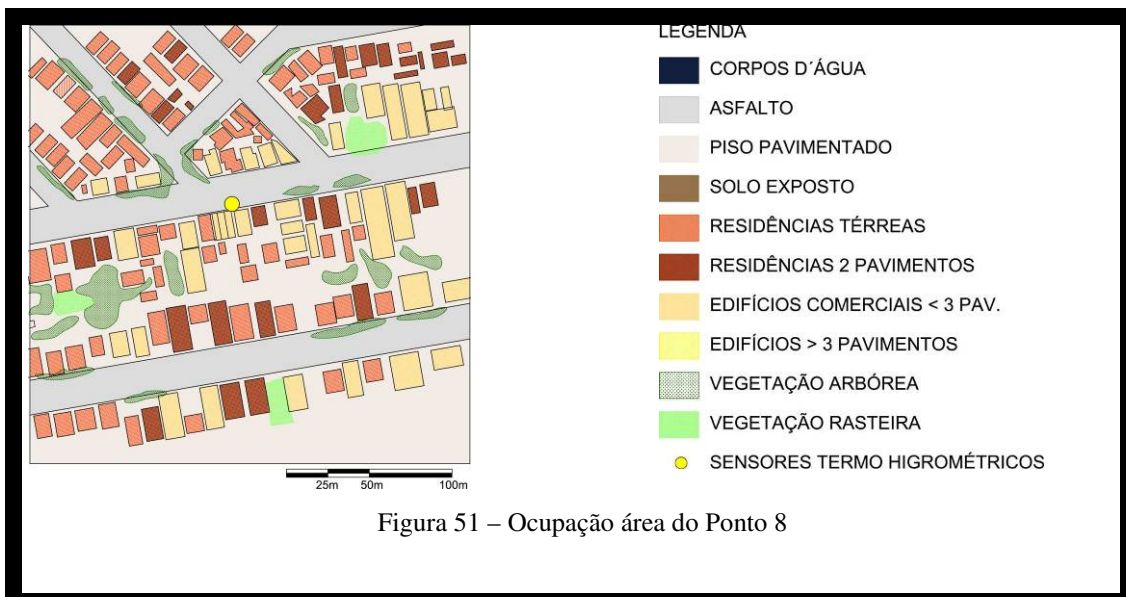 LEGENDA
CORPOS D´ÁGUA
ASFALTO
PISO PAVIMENTADO
SOLO EXPOSTO
RESIDÊNCIAS TÉRREAS
RESIDÊNCIAS 2 PAVIMENTOS
EDIFÍCIOS COMERCIAIS < 3 PAV.
EDIFÍCIOS > 3 PAVIMENTOS
VEGETAÇÃO ARBÓREA
VEGETAÇÃO RASTEIRA
SENSORES TERMO HIGROMÉTRICOS
25m 50m 100m
Figura 51 – Ocupação área do Ponto 8